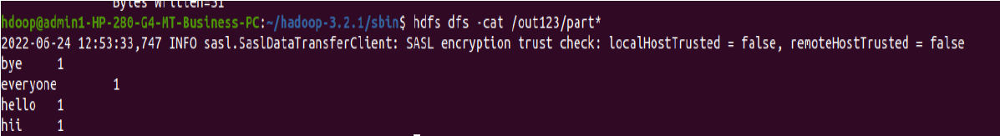 Bytes Written=31
hdoop@admin1-HP-280-G4-MT-Business-PC:~/hadoop-3.2.1/sbin$ hdfs dfs -cat /out123/part*
2022-06-24 12:53:33,747 INFO sasl.SaslDataTransferClient: SASL encryption trust check: localHostTrusted = false, remoteHostTrusted = false
bye 1
everyone 1
hello 1
hii 1